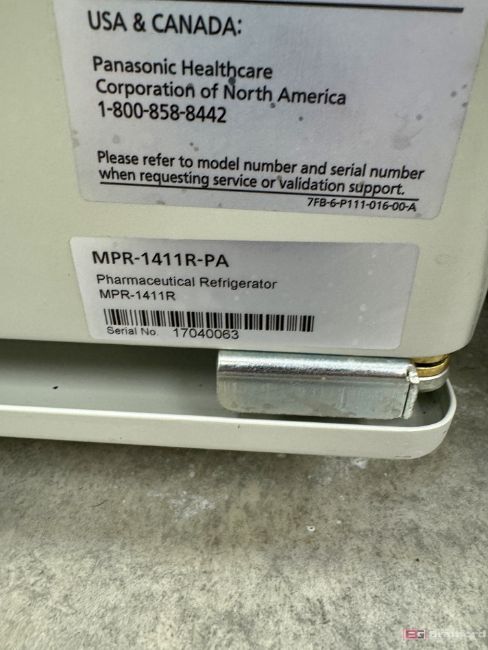 USA & CANADA:
Panasonic Healthcare
Corporation of North America
1-800-858-8442
Please refer to model number and serial number
when requesting service or validation support.
7FB-6-P111-016-00-A
MPR-1411R-PA
Pharmaceutical Refrigerator
MPR-1411R
Serial No. 17040063